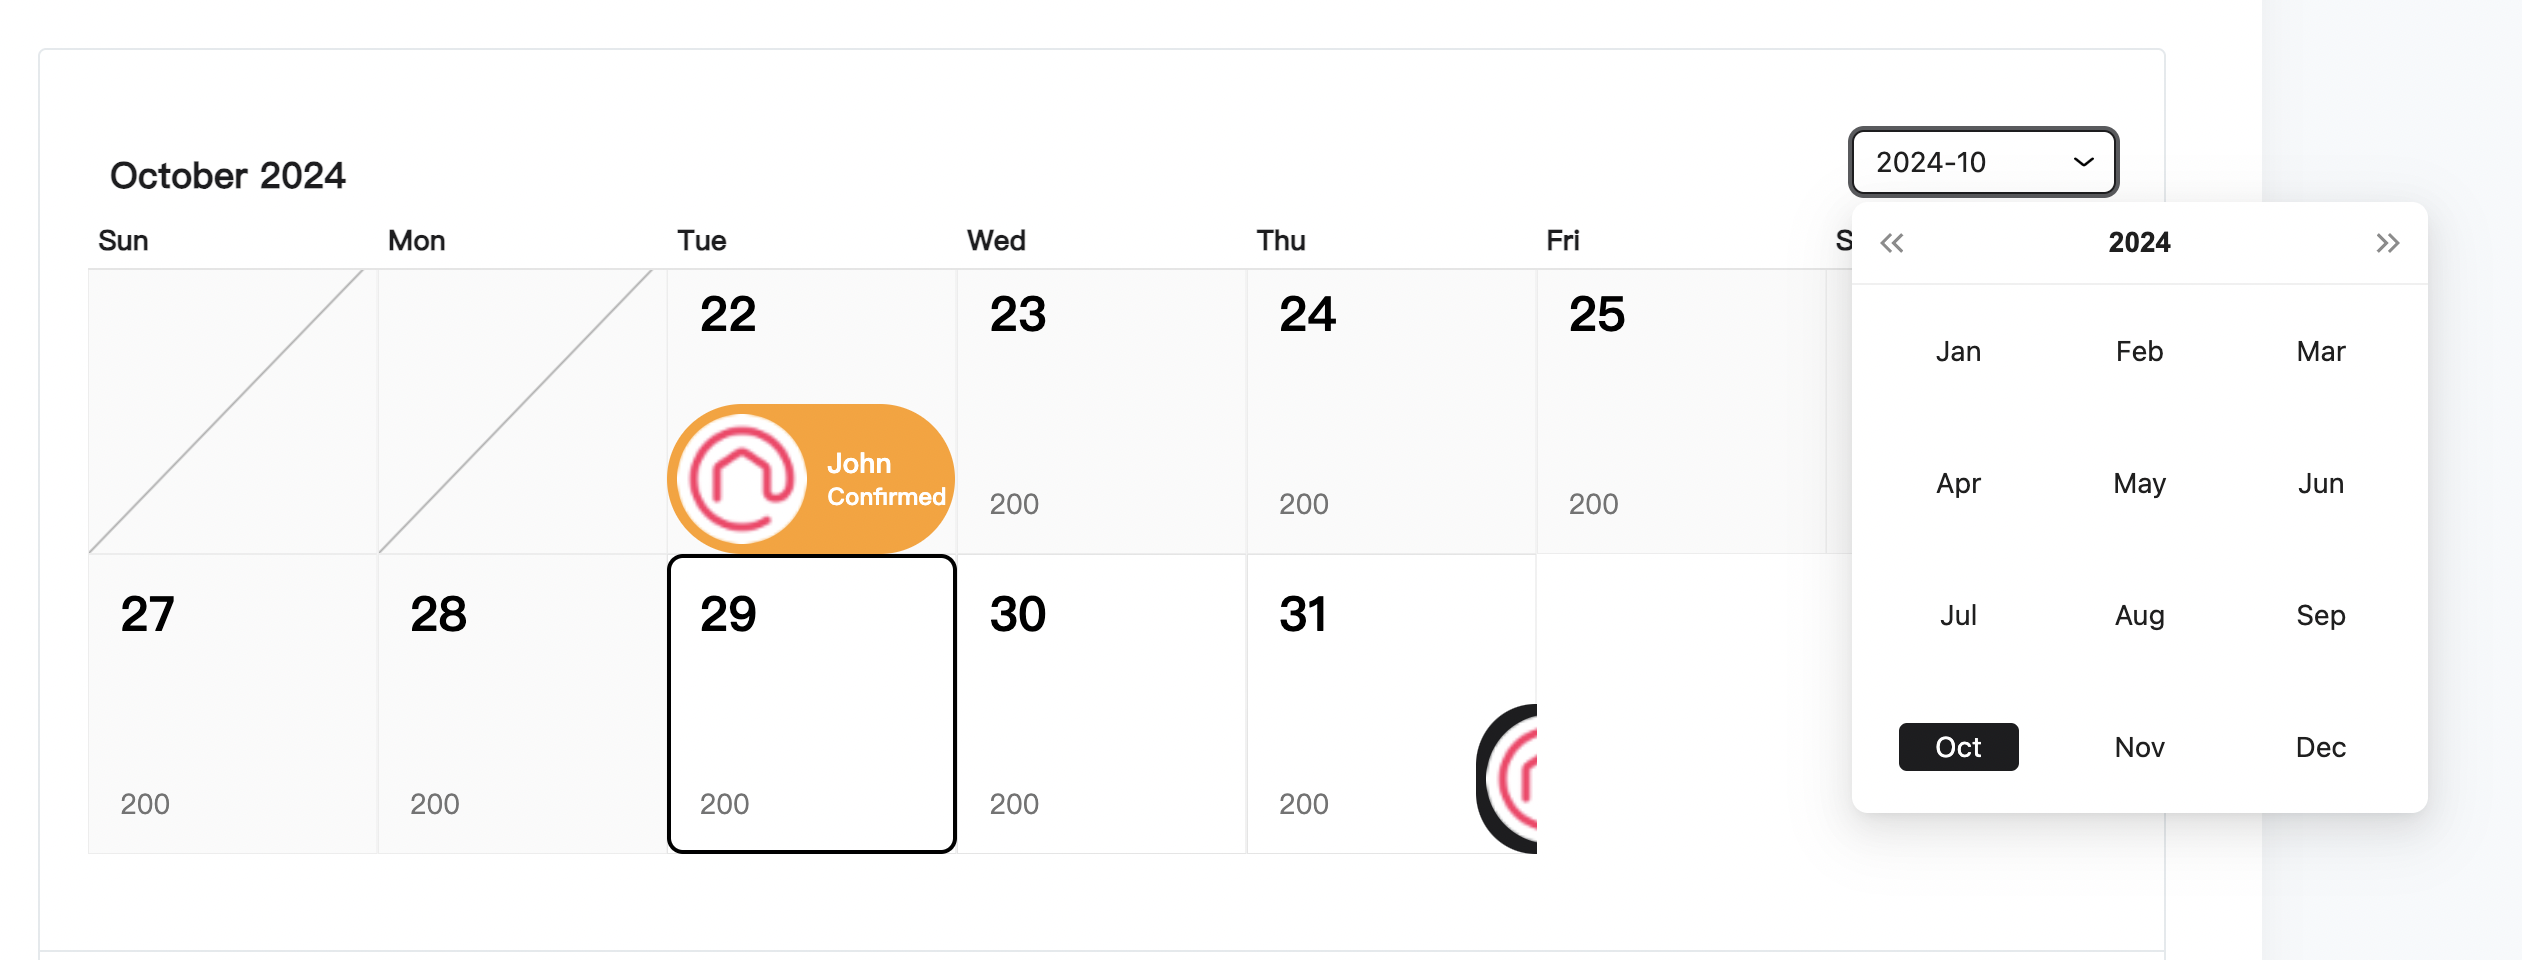 October 2024
2024-10
Sun Mon Tue Wed Thu Fri
22 23 24 25
John
Confirmed
200 200 200
27 28 29 30 31
200 200 200 200 200
2024
Jan Feb Mar
Apr May Jun
Jul Aug Sep
Oct Nov Dec